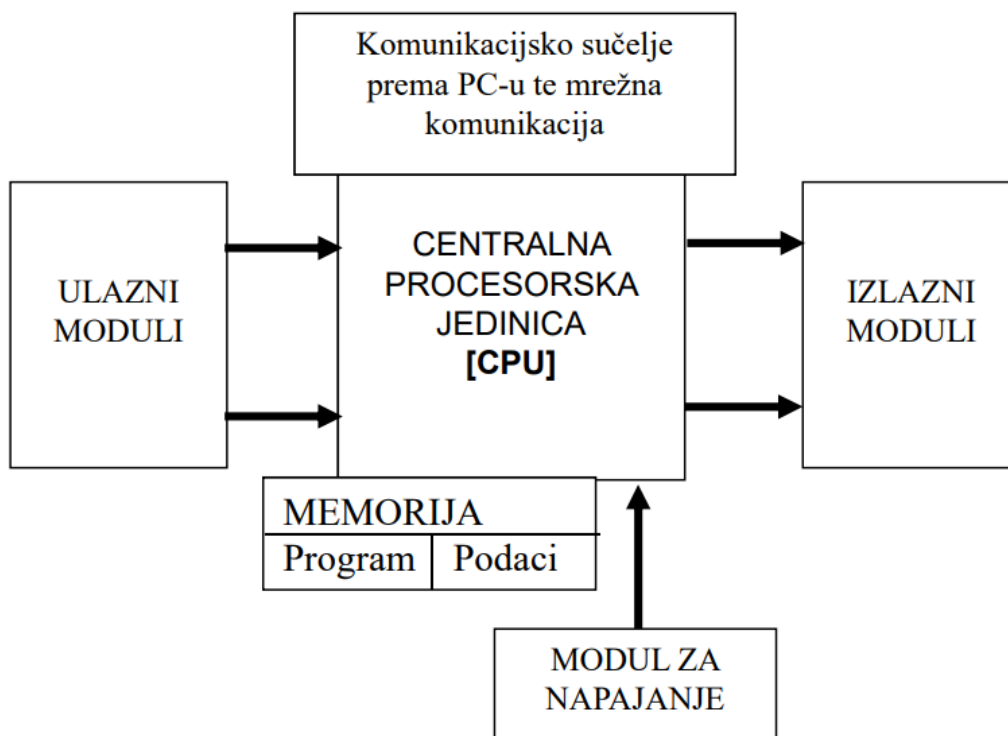 Komunikacijsko sučelje
prema PC-u te mrežna
komunikacija
ULAZNI
MODULI
CENTRALNA
PROCESORSKA
JEDINICA
[CPU]
IZLAZNI
MODULI
MEMORIJA
Program Podaci
MODUL ZA
NAPAJANJE